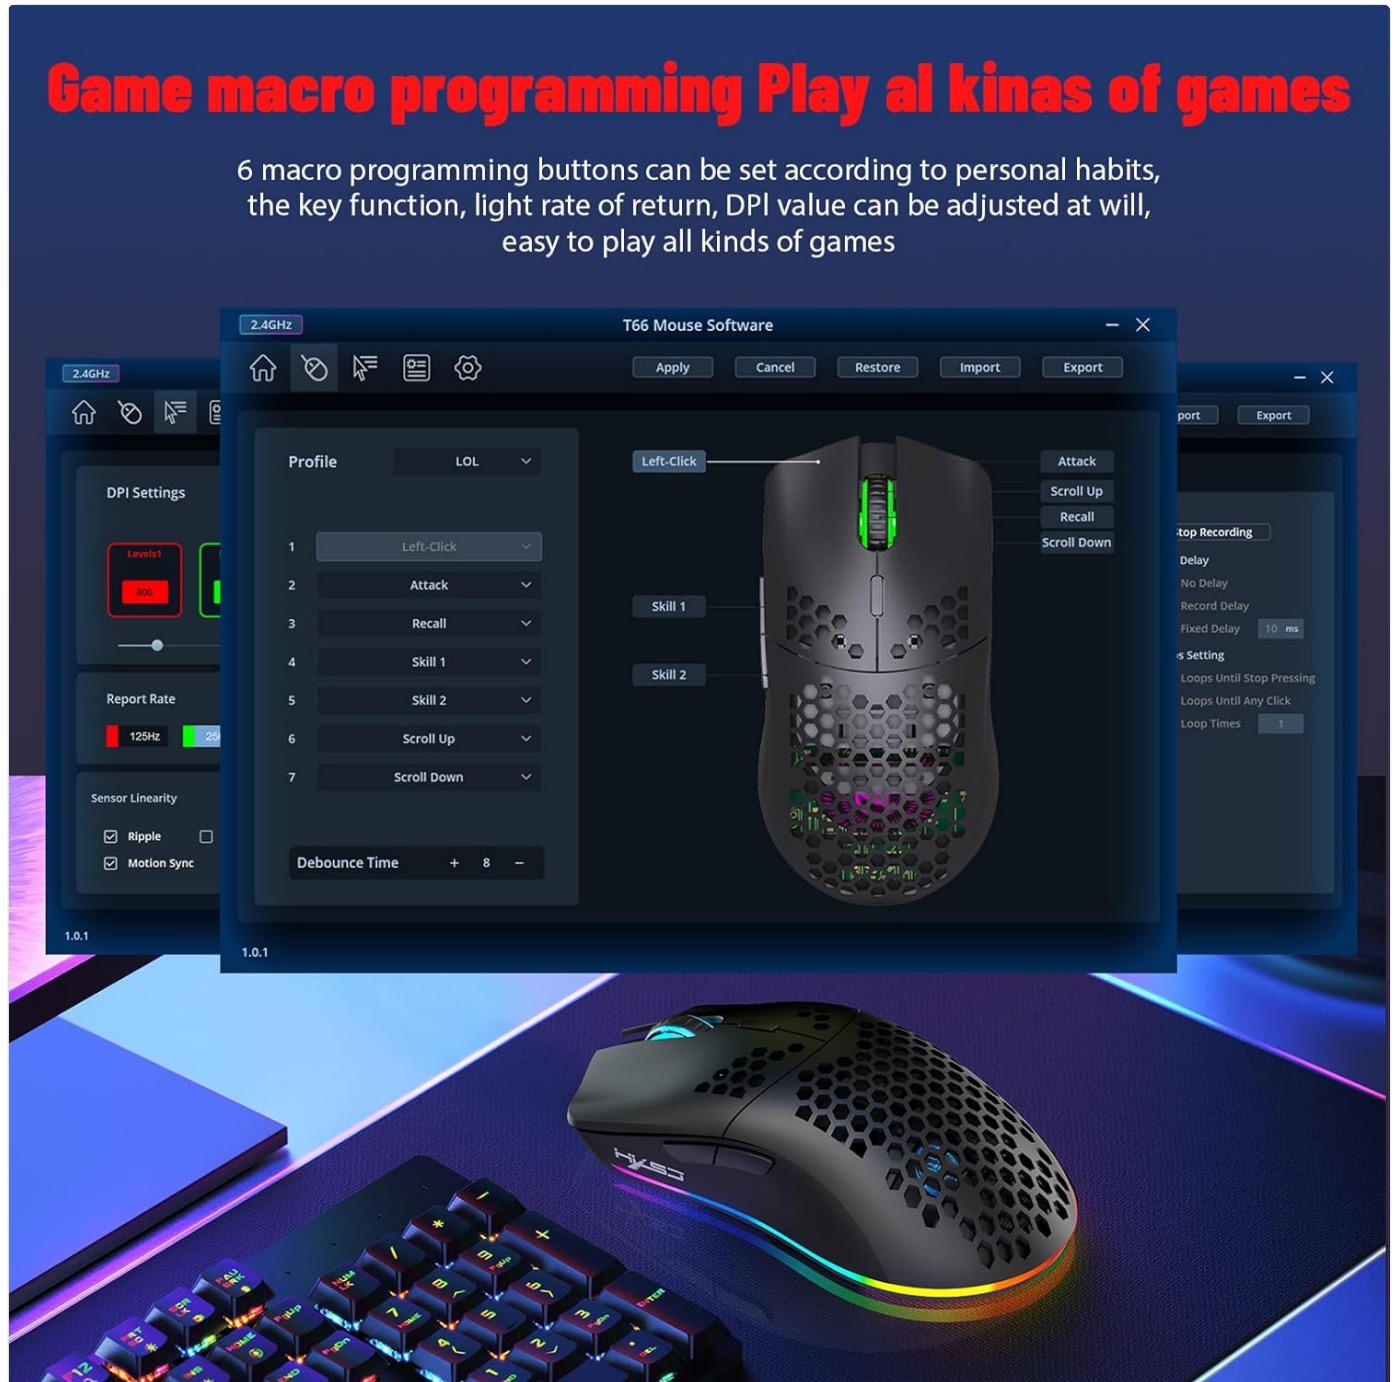 Game macro programming Play al kinas of games
6 macro programming buttons can be set according to personal habits,
the key function, light rate of return, DPl value can be adjusted at will,
easy to play all kinds of games
2.4GHz
T66 Mouse Software
Apply
Cancel
Restore
Import
Export
Profile
LOL
1 Left-Click
2 Attack
3 Recall
4 Skill 1
5 Skill 2
6 Scroll Up
7 Scroll Down
Debounce Time + 8 −
1.0.1
Left-Click
Skill 1
Skill 2
Attack
Scroll Up
Recall
Scroll Down
2.4GHz
DPI Settings
Levels1
800
Report Rate
125Hz
Sensor Linearity
Ripple
Motion Sync
1.0.1
port
Export
top Recording
Delay
No Delay
Record Delay
Fixed Delay 10 ms
s Setting
Loops Until Stop Pressing
Loops Until Any Click
Loop Times 1
HXSJ